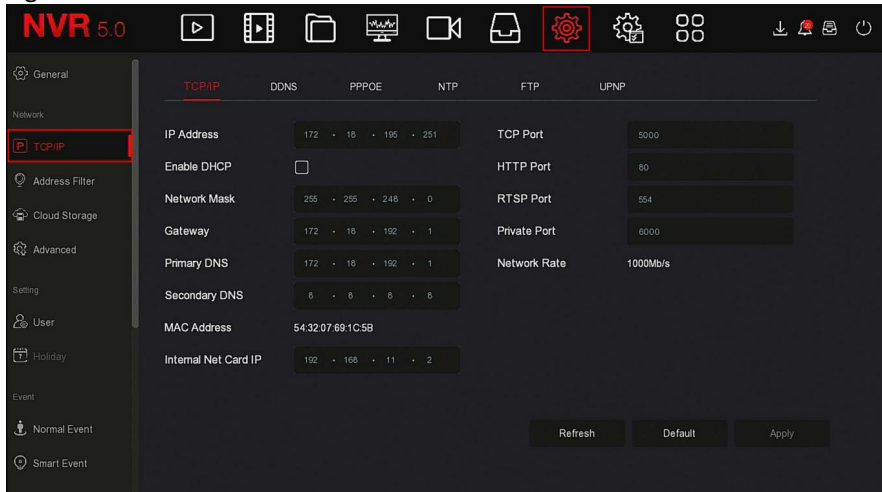 NVR 5.0
General
Network
TCP/IP
Address Filter
Cloud Storage
Advanced
Setting
User
Holiday
Event
Normal Event
Smart Event
TCP/IP DDNS PPPOE NTP FTP UPNP
IP Address 172 . 18 . 195 . 251 TCP Port 5000
Enable DHCP HTTP Port 80
Network Mask 255 . 255 . 248 . 0 RTSP Port 554
Gateway 172 . 18 . 192 . 1 Private Port 6000
Primary DNS 172 . 18 . 192 . 1 Network Rate 1000Mb/s
Secondary DNS 8 . 8 . 8 . 8
MAC Address 54:32:07:69:1C:5B
Internal Net Card IP 192 . 168 . 11 . 2
Refresh Default Apply